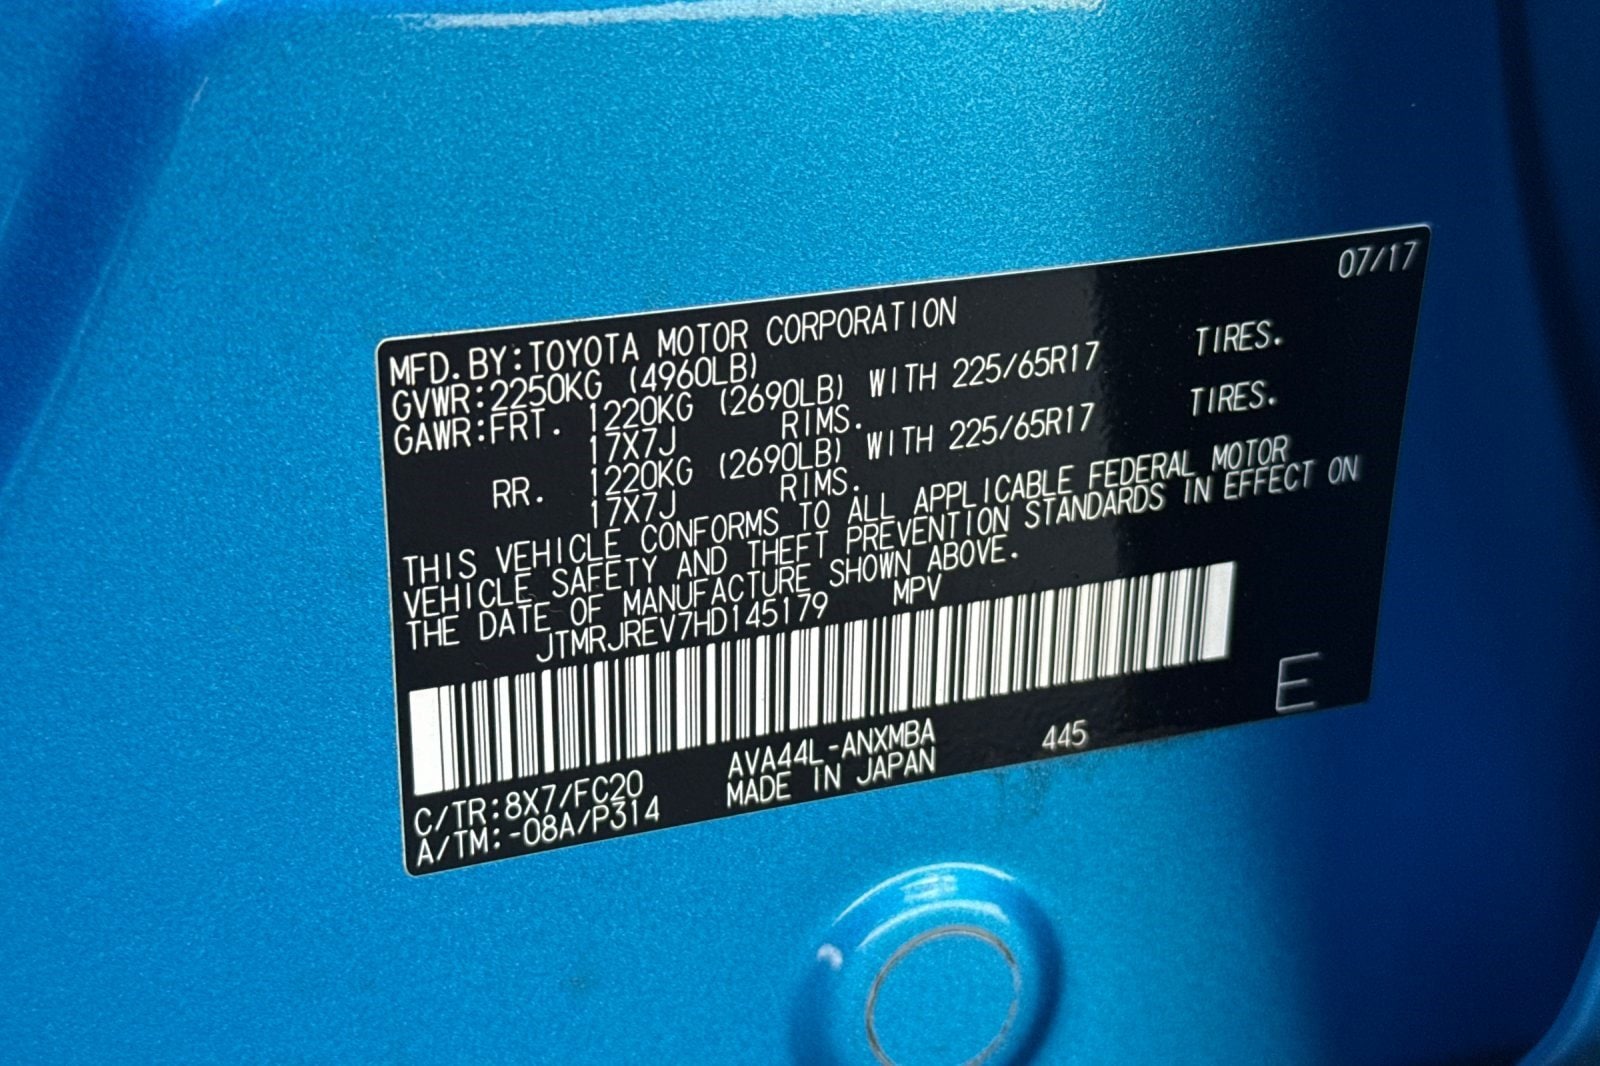 07/17
MFD.BY:TOYOTA MOTOR CORPORATION
GVWR:2250KG (4960LB)
GAWR:FRT. 1220KG (2690LB) WITH 225/65R17 TIRES.
17X7J RIMS.
RR. 1220KG (2690LB) WITH 225/65R17 TIRES.
17X7J RIMS.
THIS VEHICLE CONFORMS TO ALL APPLICABLE FEDERAL MOTOR
VEHICLE SAFETY AND THEFT PREVENTION STANDARDS IN EFFECT ON
THE DATE OF MANUFACTURE SHOWN ABOVE.
JTMRJREV7HD145179 MPV
E
C/TR:8X7/FC20 AVA44L-ANXMBA 445
A/TM:-08A/P314 MADE IN JAPAN